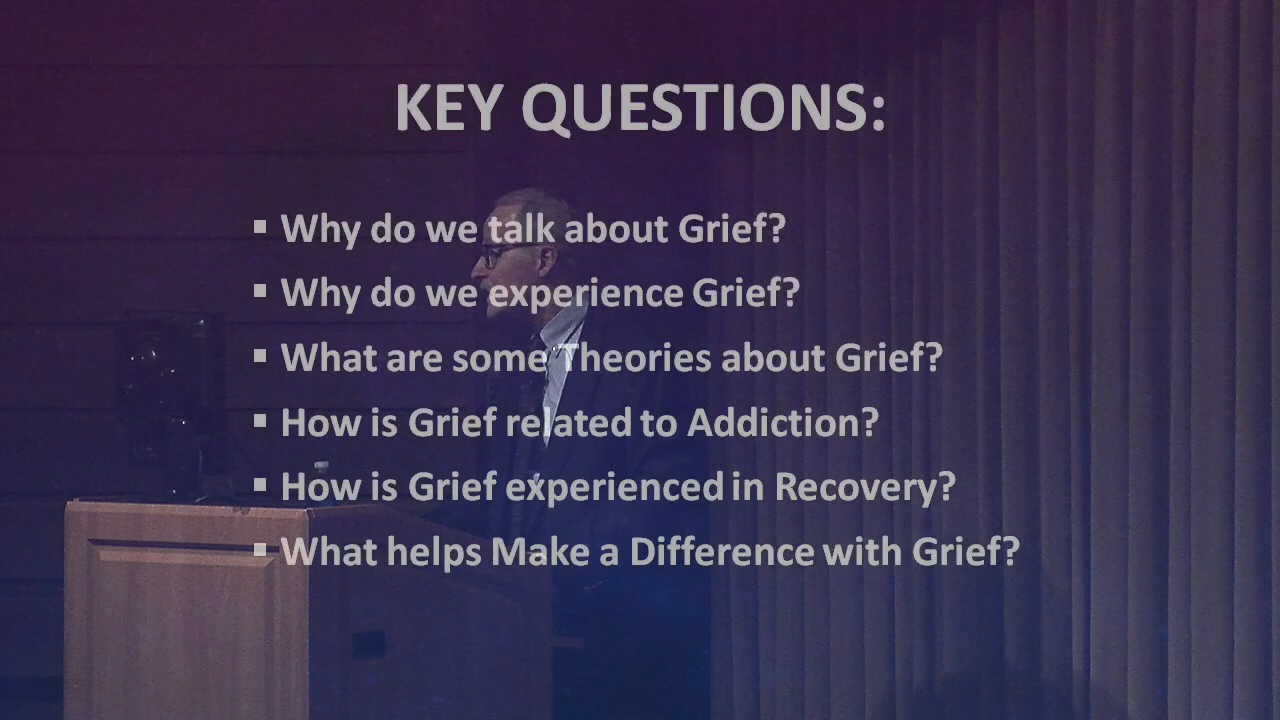 KEY QUESTIONS:
▪ Why do we talk about Grief?
▪ Why do we experience Grief?
▪ What are some Theories about Grief?
▪ How is Grief related to Addiction?
▪ How is Grief experienced in Recovery?
▪ What helps Make a Difference with Grief?